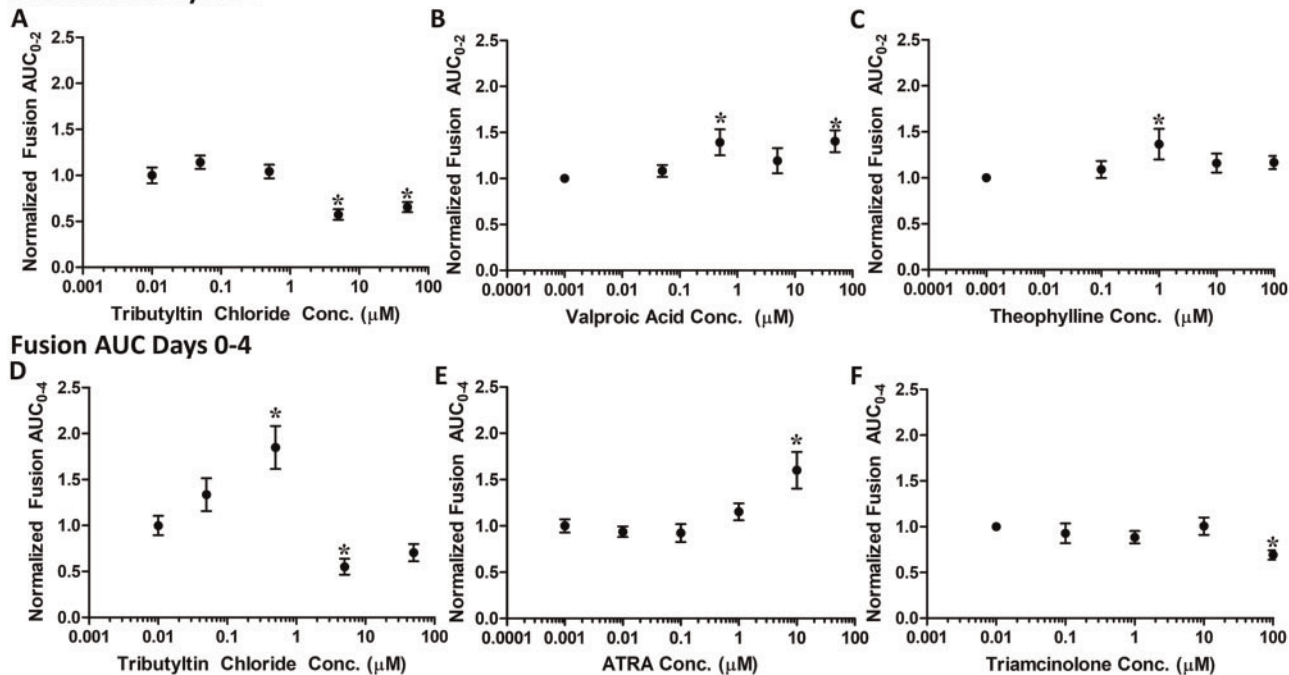 A
Normalized Fusion AUC0-2
2.5
2.0
1.5
1.0
0.5
0.0
* *
0.001 0.01 0.1 1 10 100
Tributyltin Chloride Conc. (μM)
B
Normalized Fusion AUC0-2
2.5
2.0
1.5
1.0
0.5
0.0
* *
0.0001 0.001 0.01 0.1 1 10 100
Valproic Acid Conc. (μM)
C
Normalized Fusion AUC0-2
2.5
2.0
1.5
1.0
0.5
0.0
*
0.0001 0.001 0.01 0.1 1 10 100
Theophylline Conc. (μM)
Fusion AUC Days 0-4
D
Normalized Fusion AUC0-4
2.5
2.0
1.5
1.0
0.5
0.0
* *
0.001 0.01 0.1 1 10 100
Tributyltin Chloride Conc. (μM)
E
Normalized Fusion AUC0-4
2.5
2.0
1.5
1.0
0.5
0.0
*
0.0001 0.001 0.01 0.1 1 10 100
ATRA Conc. (μM)
F
Normalized Fusion AUC0-4
2.5
2.0
1.5
1.0
0.5
0.0
*
0.001 0.01 0.1 1 10 100
Triamcinolone Conc. (μM)